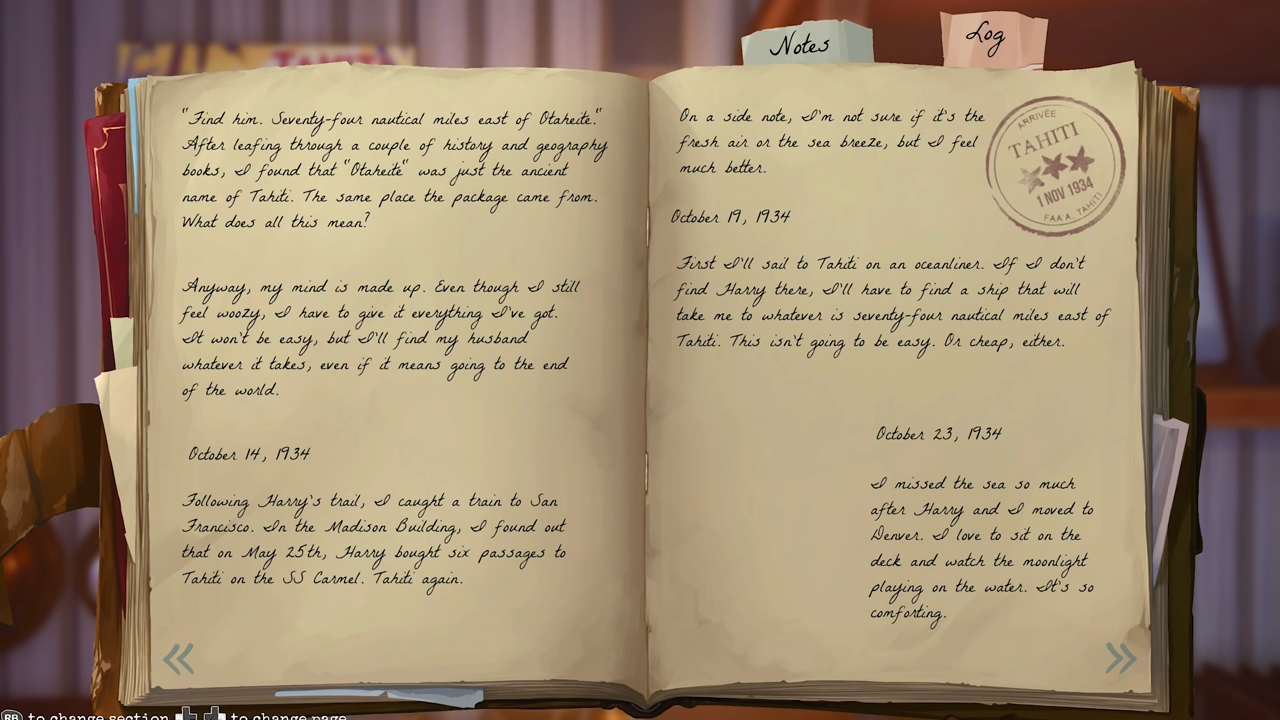 Notes
Log
"Find him. Seventy-four nautical miles east of Otaheite."
After leafing through a couple of history and geography
books, I found that "Otaheite" was just the ancient
name of Tahiti. The same place the package came from.
What does all this mean?
Anyway, my mind is made up. Even though I still
feel woozy, I have to give it everything I've got.
It won't be easy, but I'll find my husband
whatever it takes, even if it means going to the end
of the world.
October 14, 1934
Following Harry's trail, I caught a train to San
Francisco. In the Madison Building, I found out
that on May 25th, Harry bought six passages to
Tahiti on the SS Carmel. Tahiti again.
On a side note, I'm not sure if it's the
fresh air or the sea breeze, but I feel
much better.
ARRIVÉE
TAHITI
1 NOV 1934
FAA'A, TAHITI
October 19, 1934
First I'll sail to Tahiti on an oceanliner. If I don't
find Harry there, I'll have to find a ship that will
take me to whatever is seventy-four nautical miles east of
Tahiti. This isn't going to be easy. Or cheap, either.
October 23, 1934
I missed the sea so much
after Harry and I moved to
Denver. I love to sit on the
deck and watch the moonlight
playing on the water. It's so
comforting.
RB to change section to change page